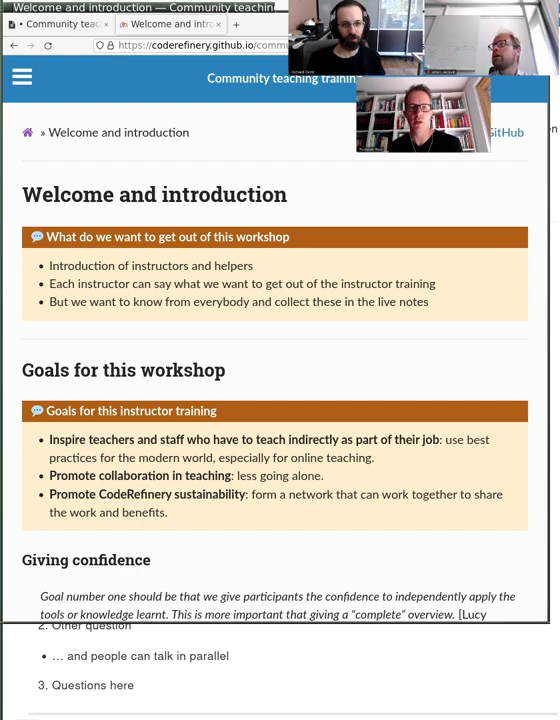 Welcome and introduction — Community teachin
• Community teac
Welcome and intro
https://coderefinery.github.io/commu
Community teaching trainin
» Welcome and introduction
GitHub
en
Welcome and introduction
What do we want to get out of this workshop
• Introduction of instructors and helpers
• Each instructor can say what we want to get out of the instructor training
• But we want to know from everybody and collect these in the live notes
Goals for this workshop
Goals for this instructor training
• Inspire teachers and staff who have to teach indirectly as part of their job: use best
practices for the modern world, especially for online teaching.
• Promote collaboration in teaching: less going alone.
• Promote CodeRefinery sustainability: form a network that can work together to share
the work and benefits.
Giving confidence
Goal number one should be that we give participants the confidence to independently apply the
tools or knowledge learnt. This is more important that giving a “complete” overview. [Lucy
2. Other question
• ... and people can talk in parallel
3. Questions here